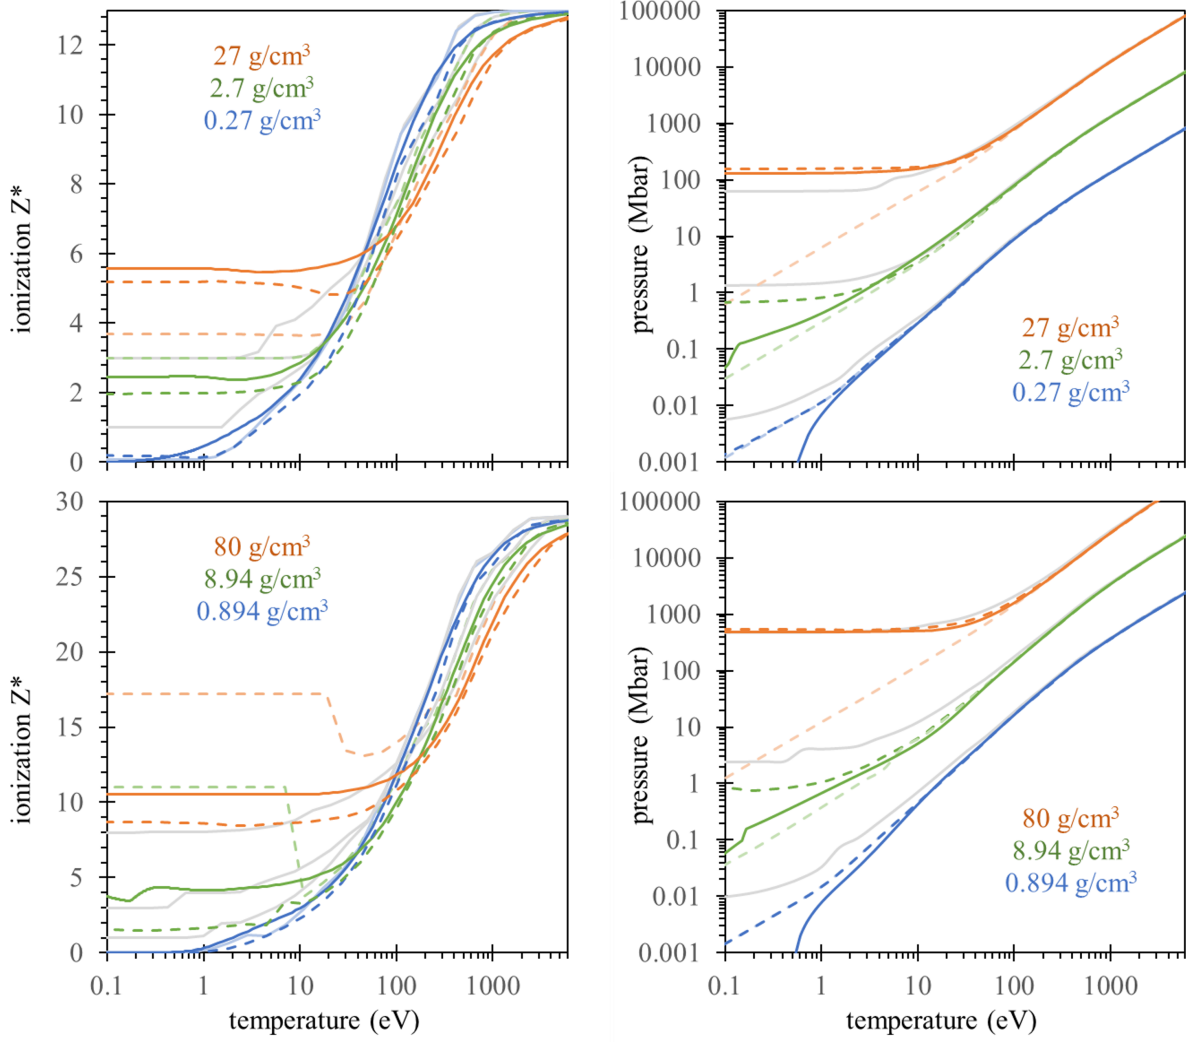 ionization Z*
12
10
8
6
4
2
0
27 g/cm³
2.7 g/cm³
0.27 g/cm³
pressure (Mbar)
100000
10000
1000
100
10
1
0.1
0.01
0.001
27 g/cm³
2.7 g/cm³
0.27 g/cm³
ionization Z*
30
25
20
15
10
5
0
80 g/cm³
8.94 g/cm³
0.894 g/cm³
0.1 1 10 100 1000
temperature (eV)
pressure (Mbar)
100000
10000
1000
100
10
1
0.1
0.01
0.001
80 g/cm³
8.94 g/cm³
0.894 g/cm³
0.1 1 10 100 1000
temperature (eV)